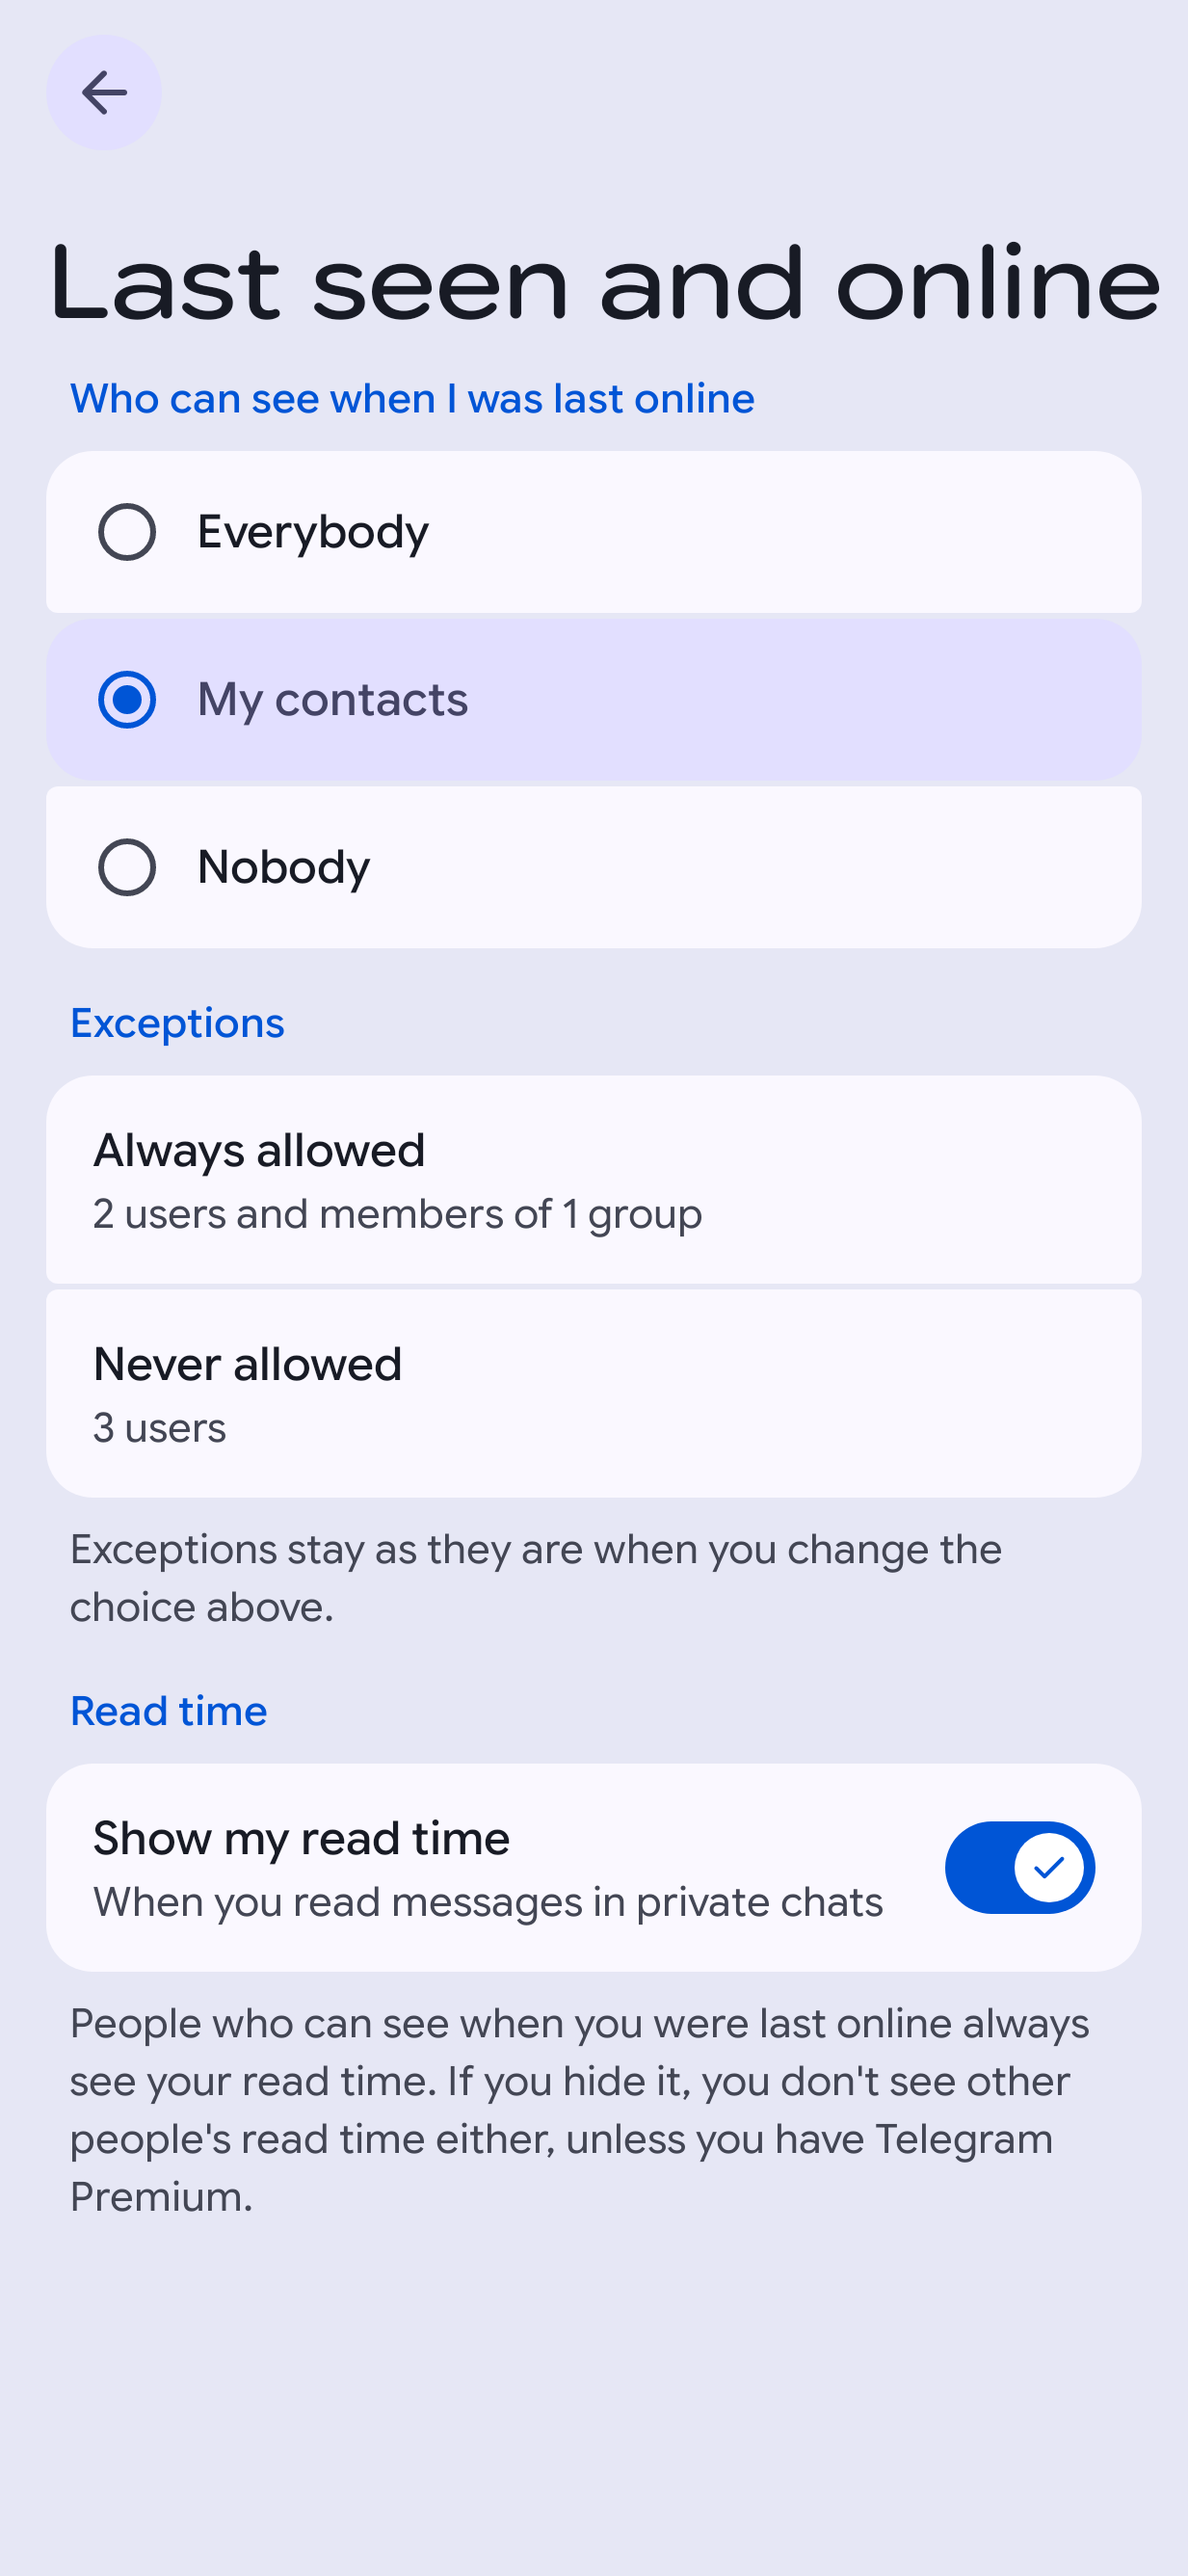 Last seen and online
Who can see when I was last online
Everybody
My contacts
Nobody
Exceptions
Always allowed
2 users and members of 1 group
Never allowed
3 users
Exceptions stay as they are when you change the
choice above.
Read time
Show my read time
When you read messages in private chats
People who can see when you were last online always
see your read time. If you hide it, you don't see other
people's read time either, unless you have Telegram
Premium.